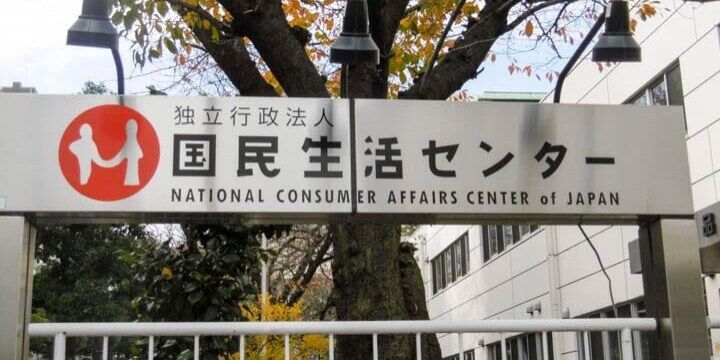 独立行政法人
国民生活センター
NATIONAL CONSUMER AFFAIRS CENTER of JAPAN